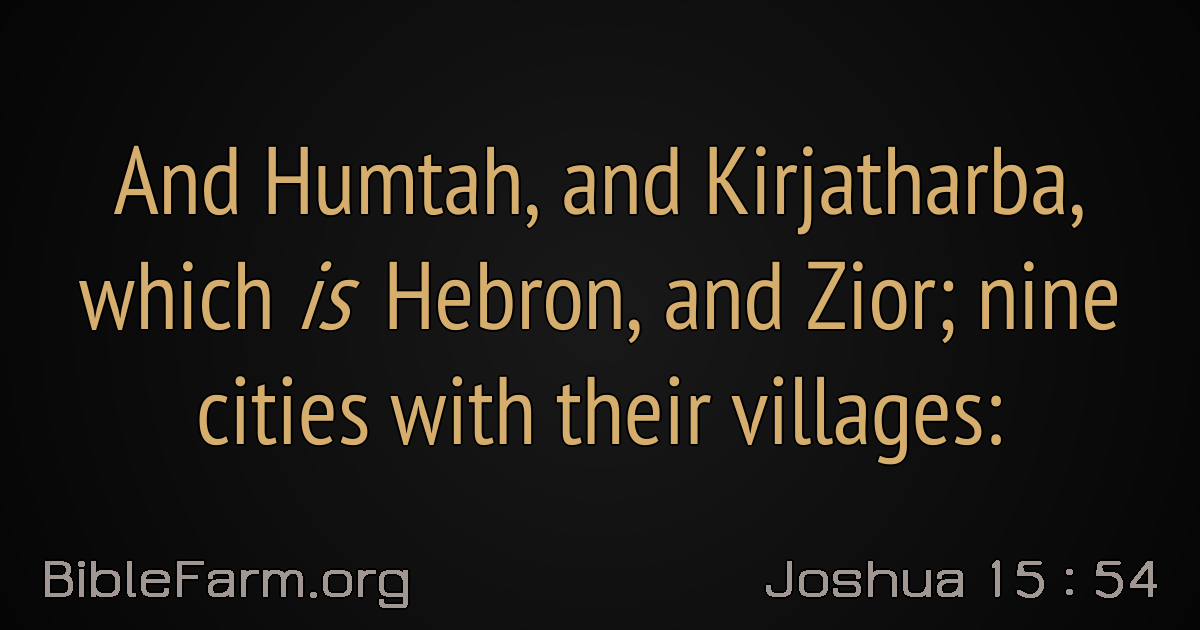 And Humtah, and Kirjatharba,
which is Hebron, and Zior; nine
cities with their villages:
BibleFarm.org
Joshua 15 : 54